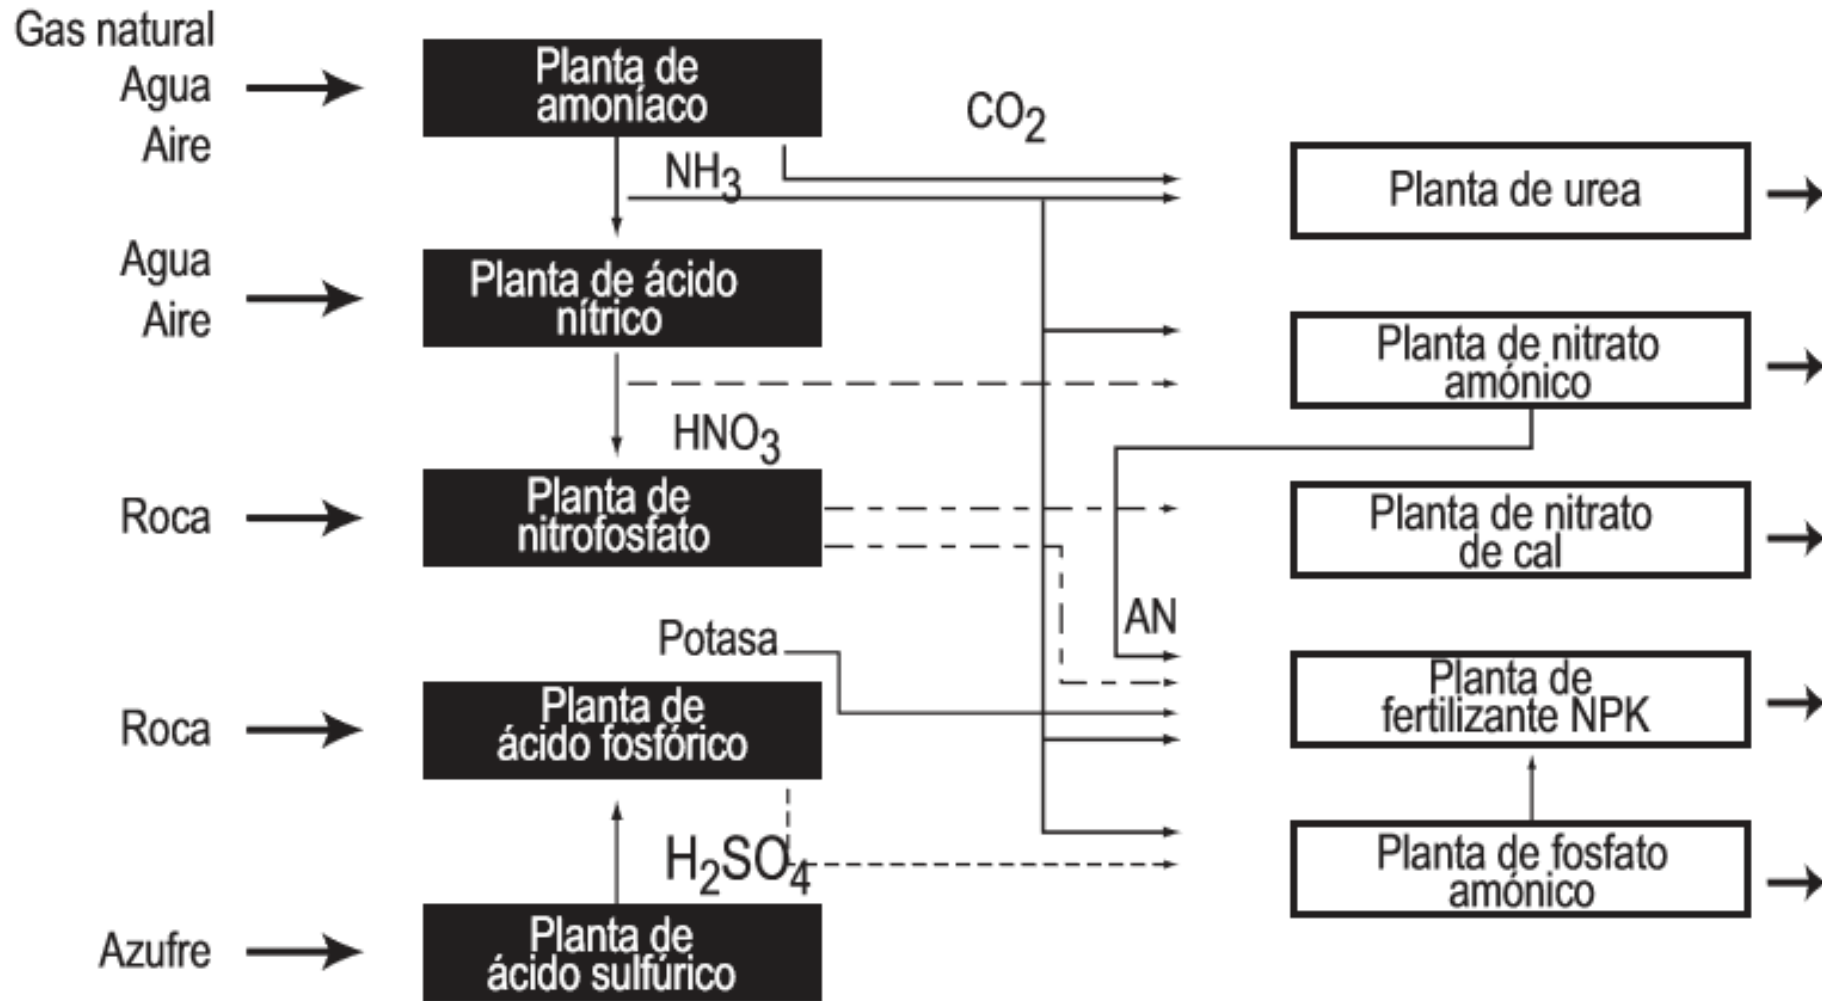 Gas natural
Agua
Aire
Planta de
amoníaco
CO2
NH3
Planta de urea
Agua
Aire
Planta de ácido
nítrico
Planta de nitrato
amónico
HNO3
Roca
Planta de
nitrofosfato
Planta de nitrato
de cal
AN
Potasa
Roca
Planta de
ácido fosfórico
Planta de
fertilizante NPK
H2SO4
Planta de fosfato
amónico
Azufre
Planta de
ácido sulfúrico